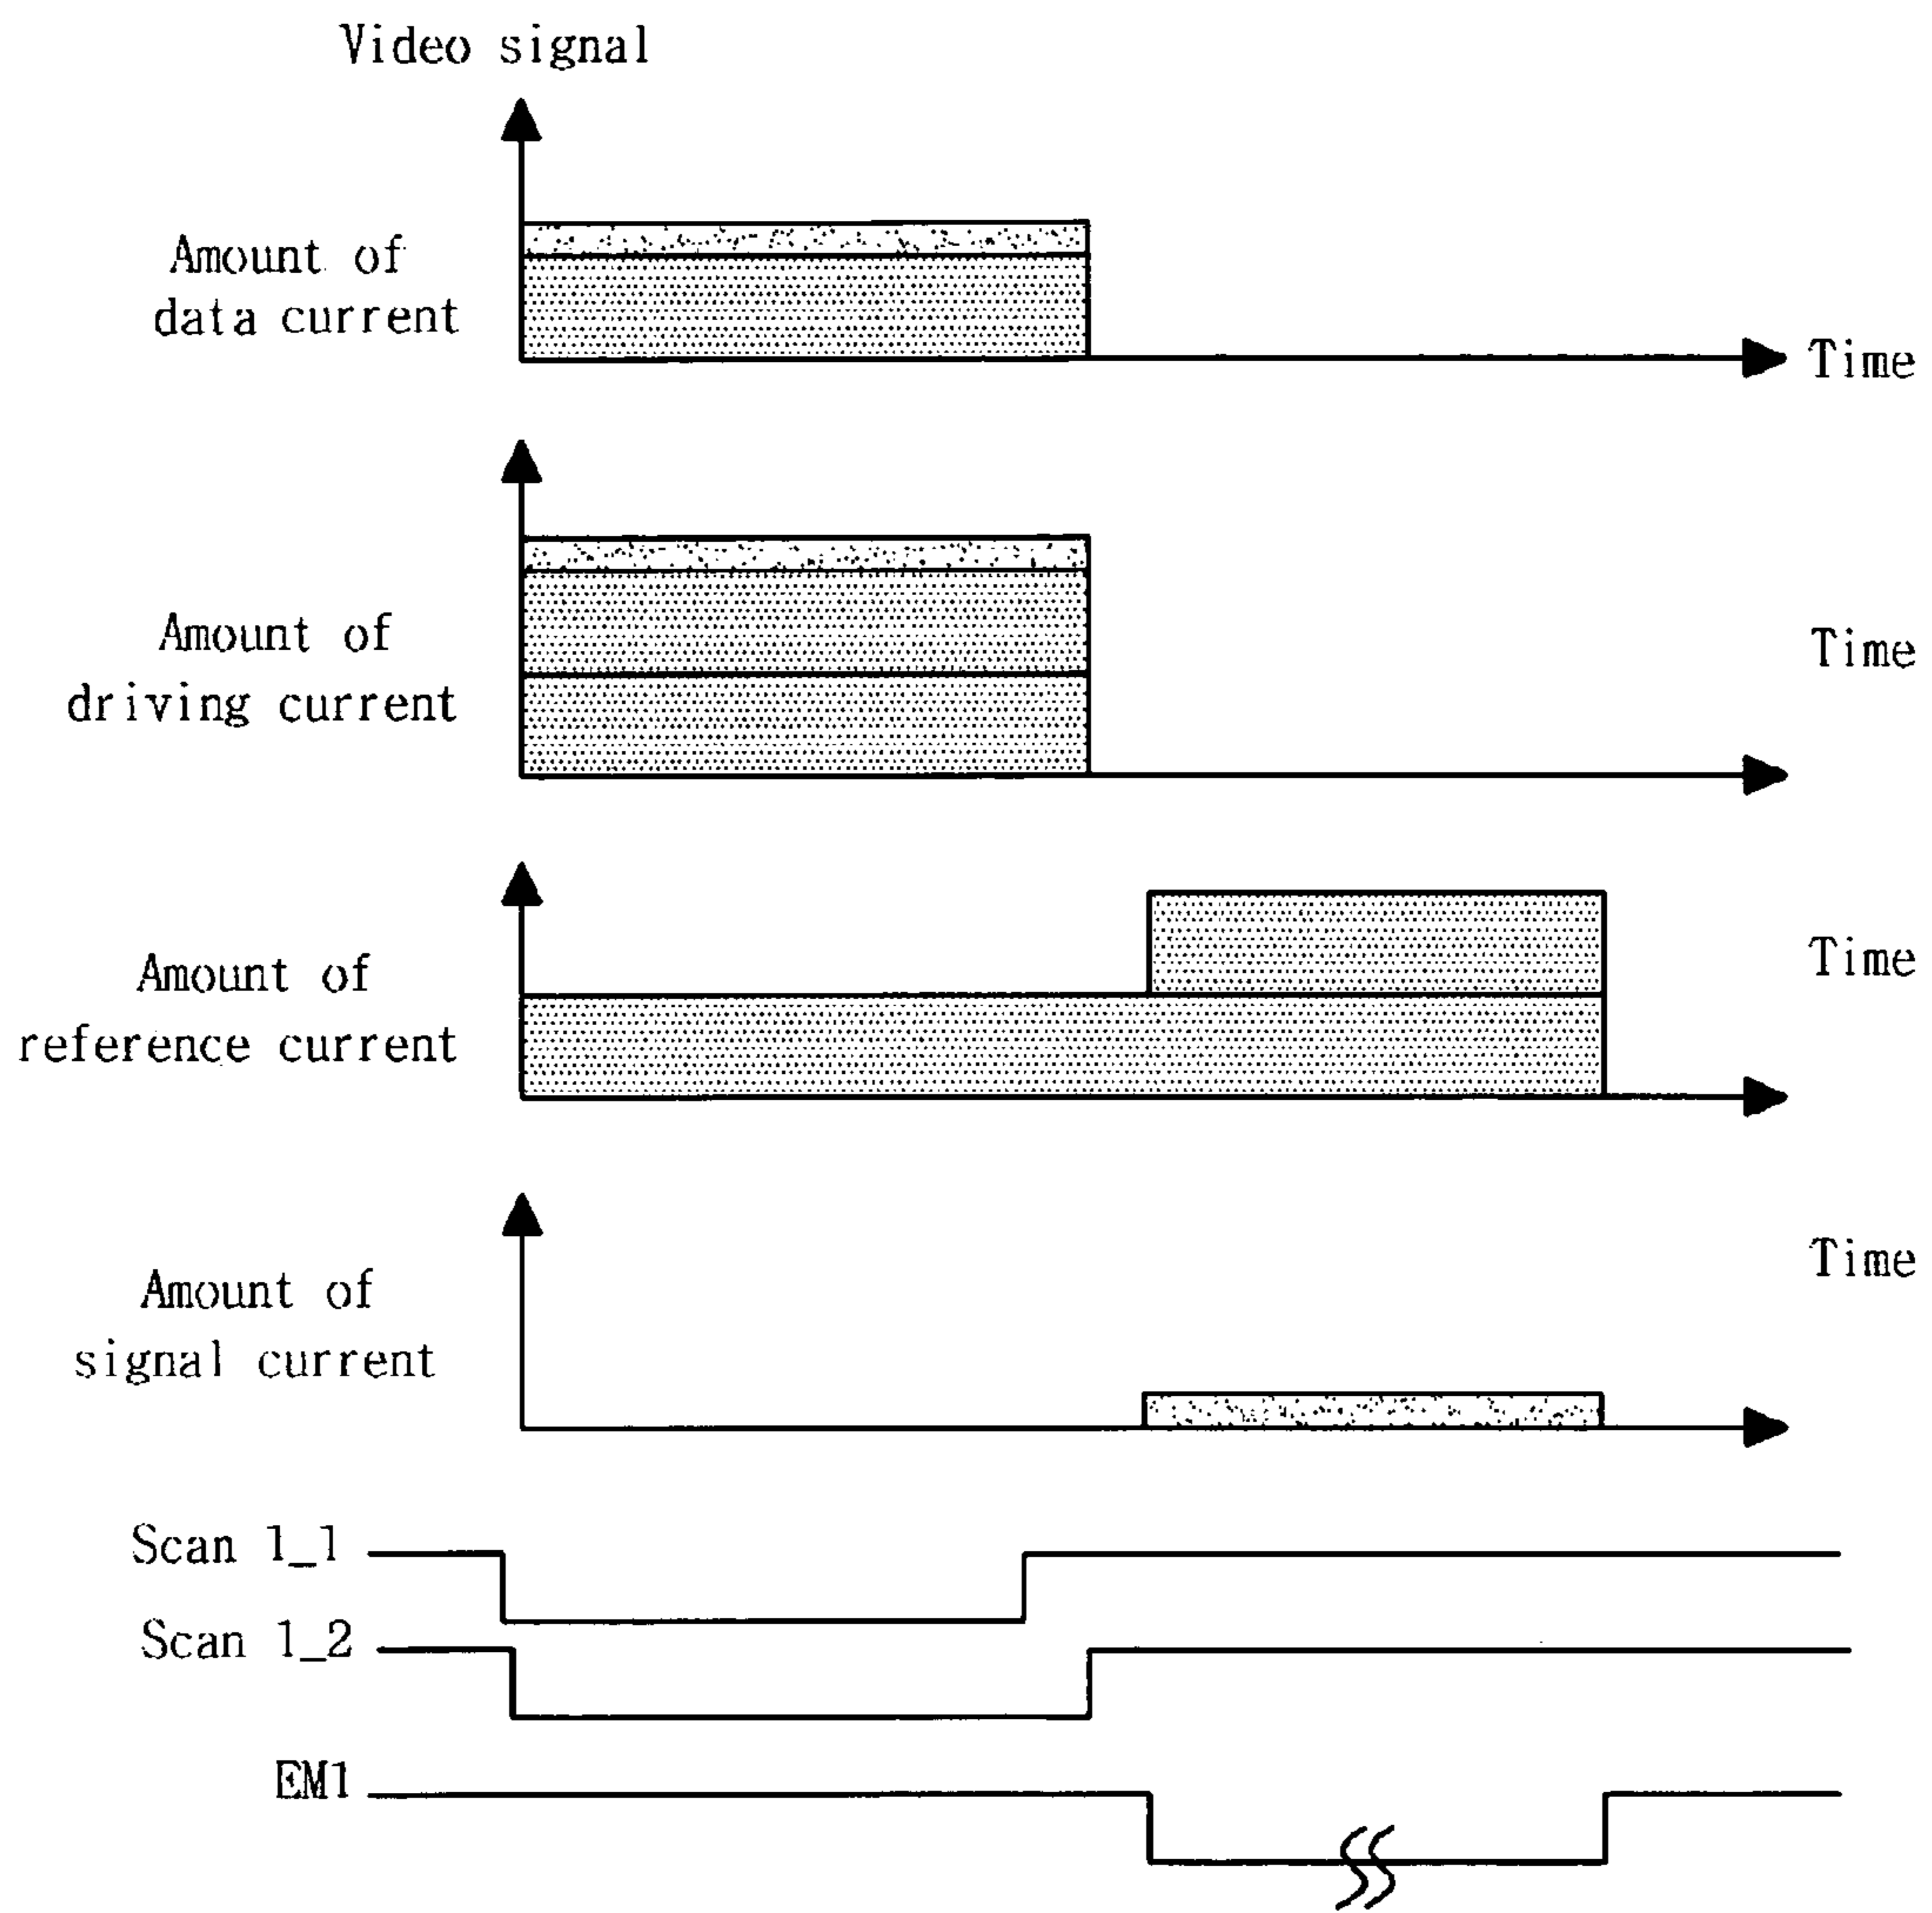 Video signal
Amount of
data current
Time
Amount of
driving current
Time
Amount of
reference current
Time
Amount of
signal current
Time
Scan 1_1
Scan 1_2
EM1